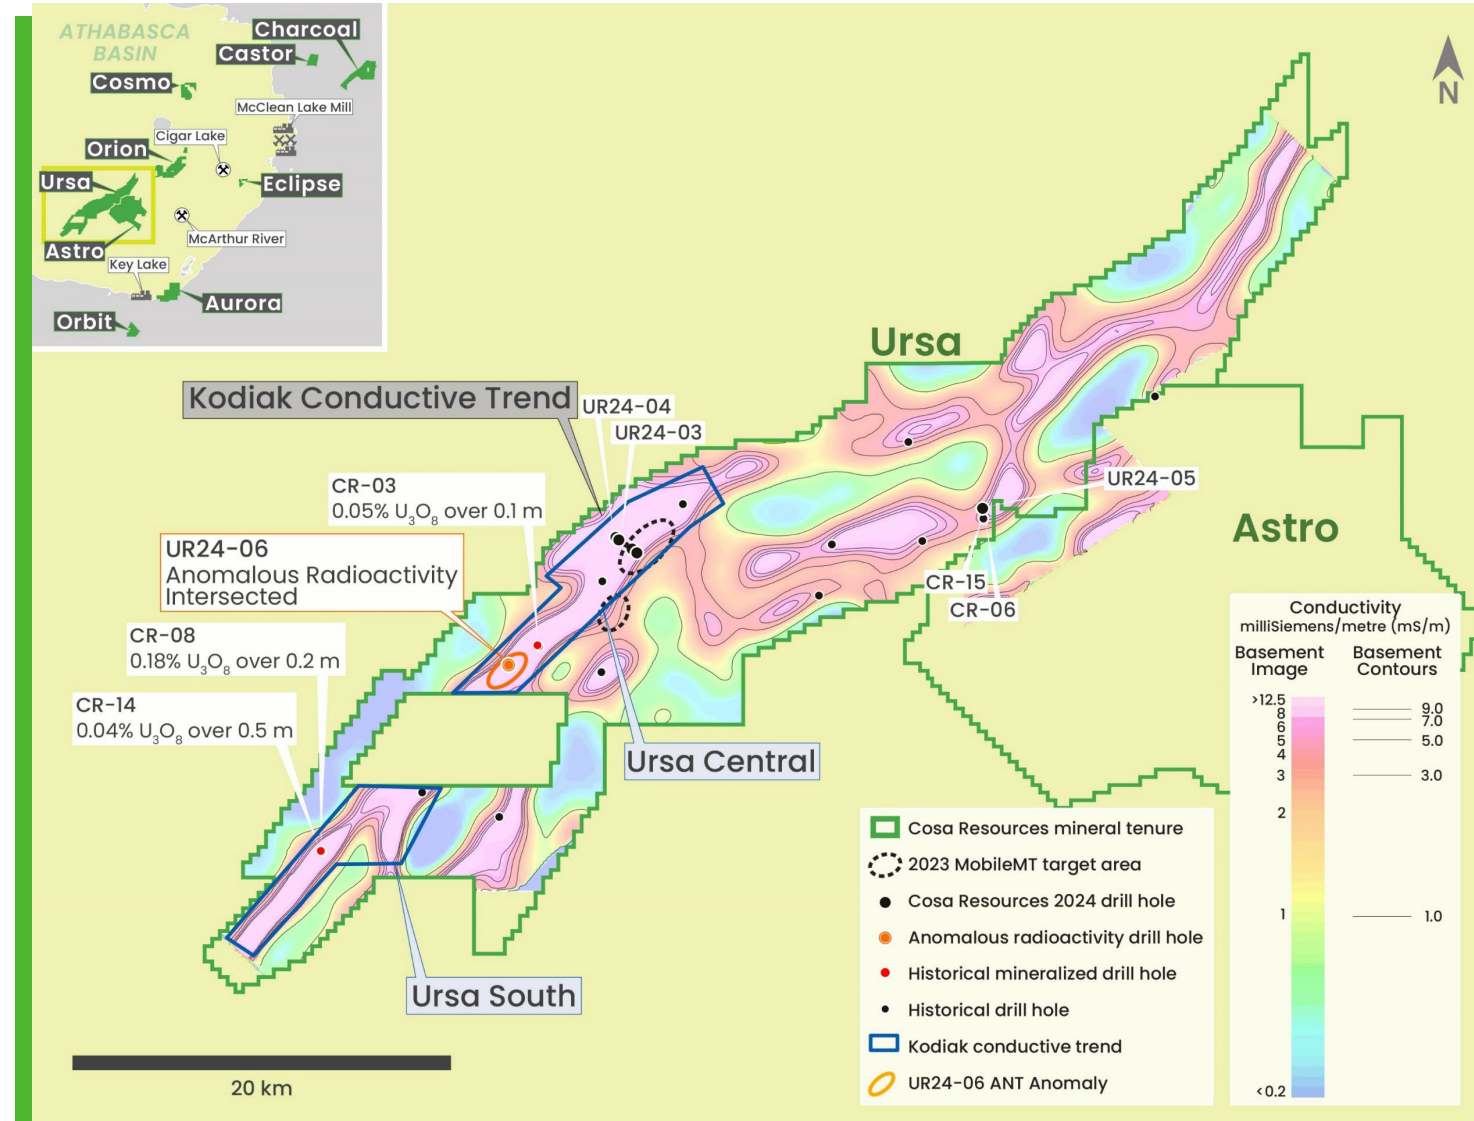 ATHABASCA
BASIN
Charcoal
Castor
Cosmo
McClean Lake Mill
Cigar Lake
Orion
Ursa
Eclipse
McArthur River
Astro
Key Lake
Aurora
Orbit
N
Ursa
Kodiak Conductive Trend
UR24-04
UR24-03
CR-03
0.05% U₃O₈ over 0.1 m
UR24-05
Astro
UR24-06
Anomalous Radioactivity
Intersected
CR-15
CR-06
CR-08
0.18% U₃O₈ over 0.2 m
CR-14
0.04% U₃O₈ over 0.5 m
Ursa Central
Ursa South
20 km
Conductivity
milliSiemens/metre (mS/m)
Basement
Image
Basement
Contours
>12.5
8
6
5
4
3
2
1
<0.2
9.0
7.0
5.0
3.0
1.0
Cosa Resources mineral tenure
2023 MobileMT target area
Cosa Resources 2024 drill hole
Anomalous radioactivity drill hole
Historical mineralized drill hole
Historical drill hole
Kodiak conductive trend
UR24-06 ANT Anomaly